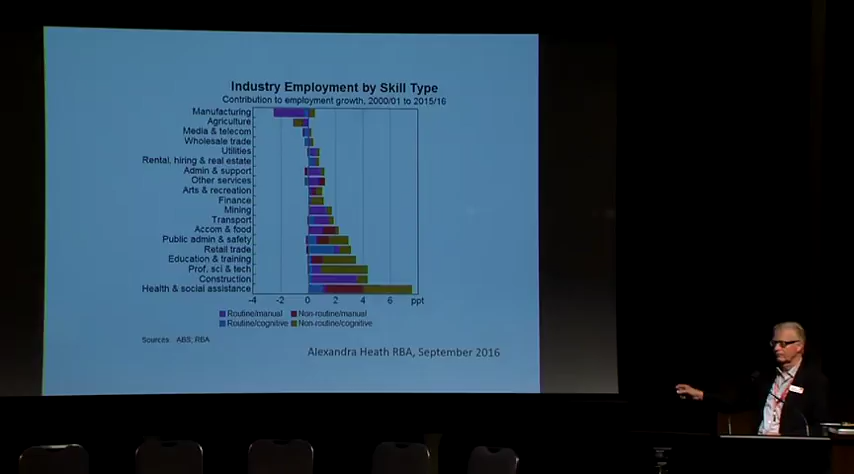 Industry Employment by Skill Type
Contribution to employment growth, 2000/01 to 2015/16
Manufacturing
Agriculture
Media & telecom
Wholesale trade
Utilities
Rental, hiring & real estate
Admin & support
Other services
Arts & recreation
Finance
Mining
Transport
Accom & food
Public admin & safety
Retail trade
Education & training
Prof. sci & tech
Construction
Health & social assistance
-4 -2 0 2 4 6 ppt
Routine/manual Non-routine/manual
Routine/cognitive Non-routine/cognitive
Sources: ABS; RBA
Alexandra Heath RBA, September 2016